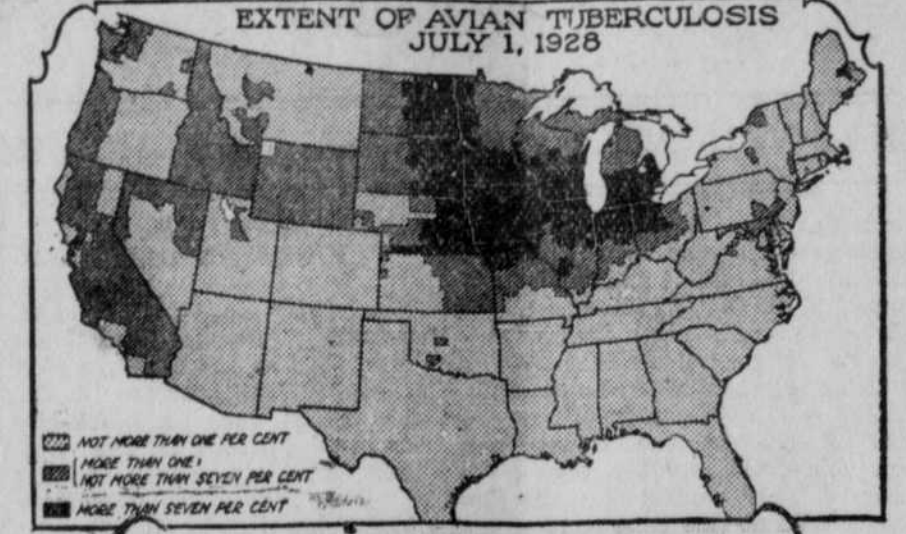 EXTENT OF AVIAN TUBERCULOSIS
JULY 1, 1928
NOT MORE THAN ONE PER CENT
MORE THAN ONE;
NOT MORE THAN SEVEN PER CENT
MORE THAN SEVEN PER CENT